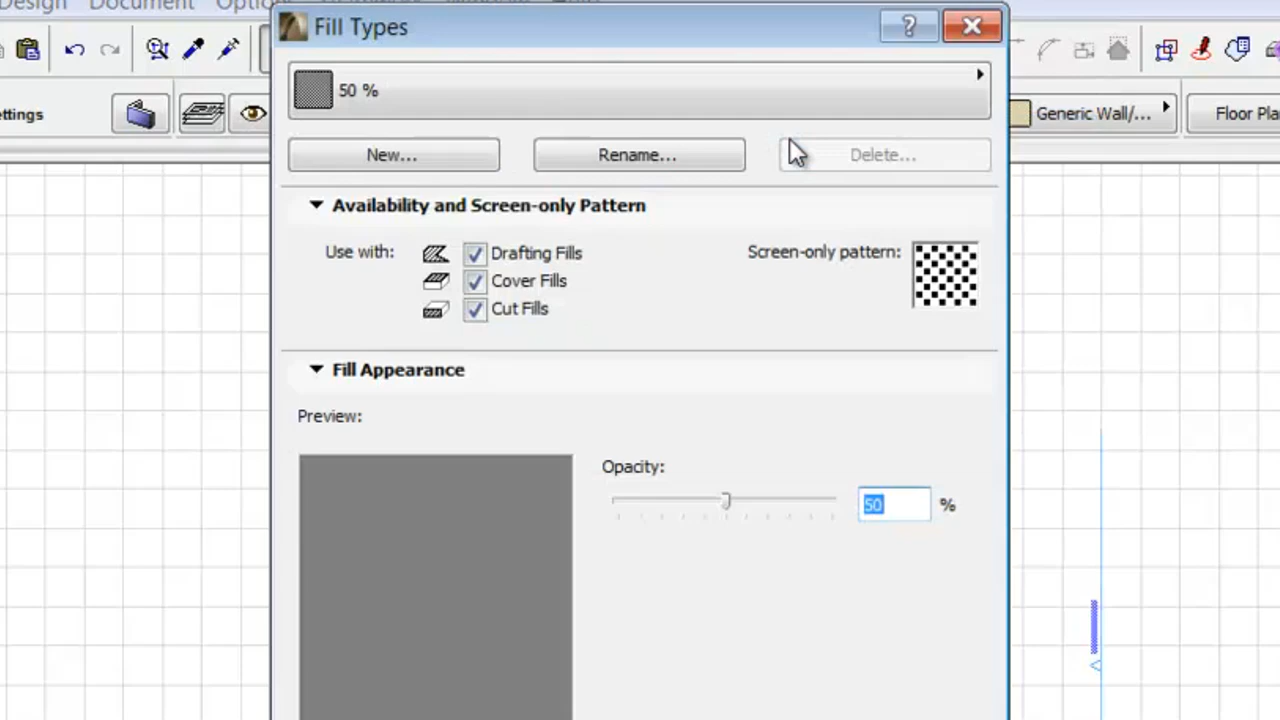 Design Document
Fill Types
ettings
50 %
Generic Wall/...
Floor Pla
New...
Rename...
Delete...
Availability and Screen-only Pattern
Use with:
Drafting Fills
Screen-only pattern:
Cover Fills
Cut Fills
Fill Appearance
Preview:
Opacity:
50 %